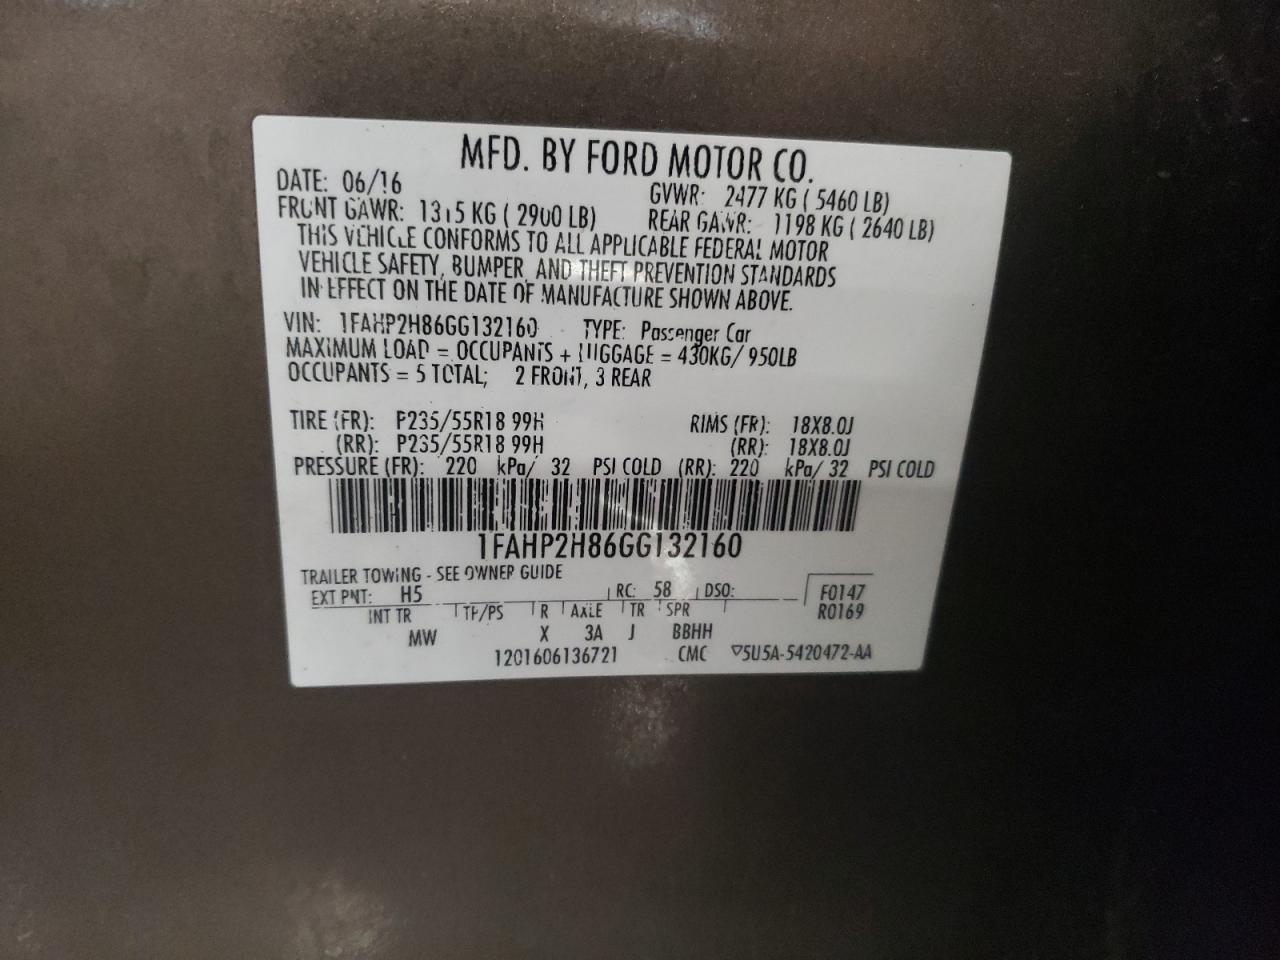 MFD. BY FORD MOTOR CO.
DATE: 06/16 GVWR: 2477 KG ( 5460 LB)
FRONT GAWR: 1315 KG ( 2900 LB) REAR GAWR: 1198 KG ( 2640 LB)
THIS VEHICLE CONFORMS TO ALL APPLICABLE FEDERAL MOTOR
VEHICLE SAFETY, BUMPER, AND THEFT PREVENTION STANDARDS
IN EFFECT ON THE DATE OF MANUFACTURE SHOWN ABOVE.
VIN: 1FAHP2H86GG132160 TYPE: Passenger Car
MAXIMUM LOAD = OCCUPANTS + LUGGAGE = 430KG/ 950LB
OCCUPANTS = 5 TOTAL; 2 FRONT, 3 REAR
TIRE (FR): P235/55R18 99H RIMS (FR): 18X8.0J
(RR): P235/55R18 99H (RR): 18X8.0J
PRESSURE (FR): 220 kPa/ 32 PSI COLD (RR): 220 kPa/ 32 PSI COLD
1FAHP2H86GG132160
TRAILER TOWING - SEE OWNER GUIDE
EXT PNT: H5 RC: 58 DSO: F0147
INT TR TP/PS R AXLE TR SPR R0169
MW X 3A J BBHH
1201606136721 CMC ▽5U5A-5420472-AA